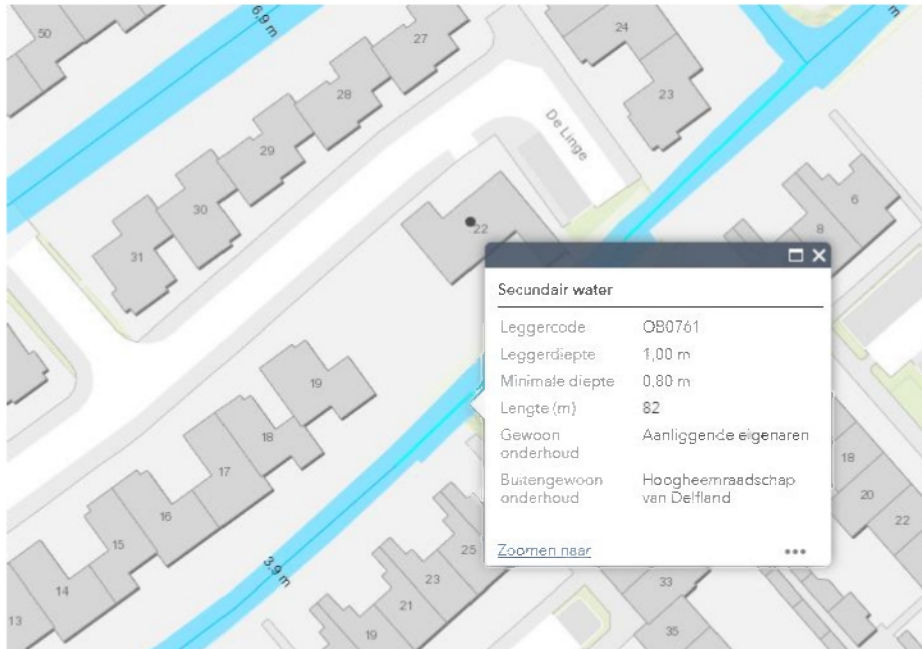 6,9 m
m
50
27
24
28
23
De Linge
29
6
30
22
8
31
Secundair water
Leggercode OB0761
Leggerdiepte 1,00 m
Minimale diepte 0,80 m
19
Lengte (m) 82
Gewoon Aanliggende eigenaren
onderhoud
18
Buitengewoon Hoogheemraadschap
onderhoud van Delfland
17
18
16
20
22
15
Zoomen naar
25
3,9 m
14
23
33
21
13
19
35